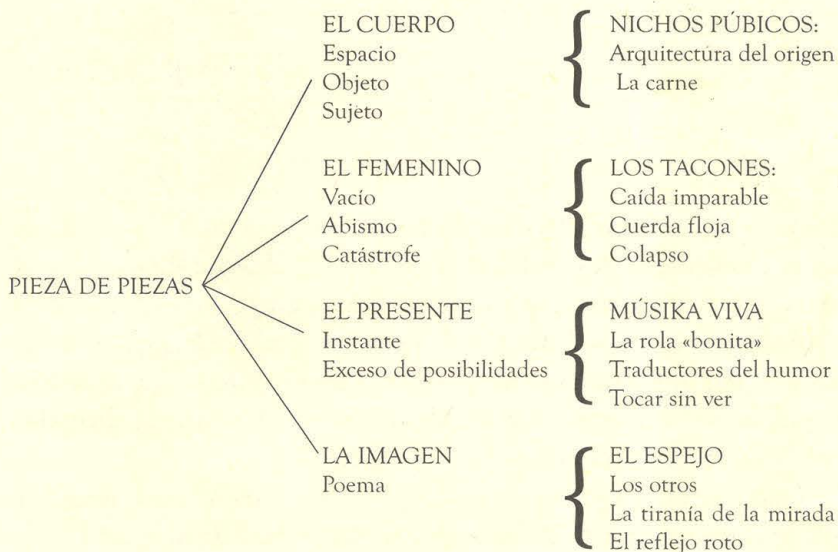 EL CUERPO
Espacio
Objeto
Sujeto
NICHOS PÚBICOS:
Arquitectura del origen
La carne
EL FEMENINO
Vacío
Abismo
Catástrofe
LOS TACONES:
Caída imparable
Cuerda floja
Colapso
PIEZA DE PIEZAS
EL PRESENTE
Instante
Exceso de posibilidades
MÚSIKA VIVA
La rola «bonita»
Traductores del humor
Tocar sin ver
LA IMAGEN
Poema
EL ESPEJO
Los otros
La tiranía de la mirada
El reflejo roto